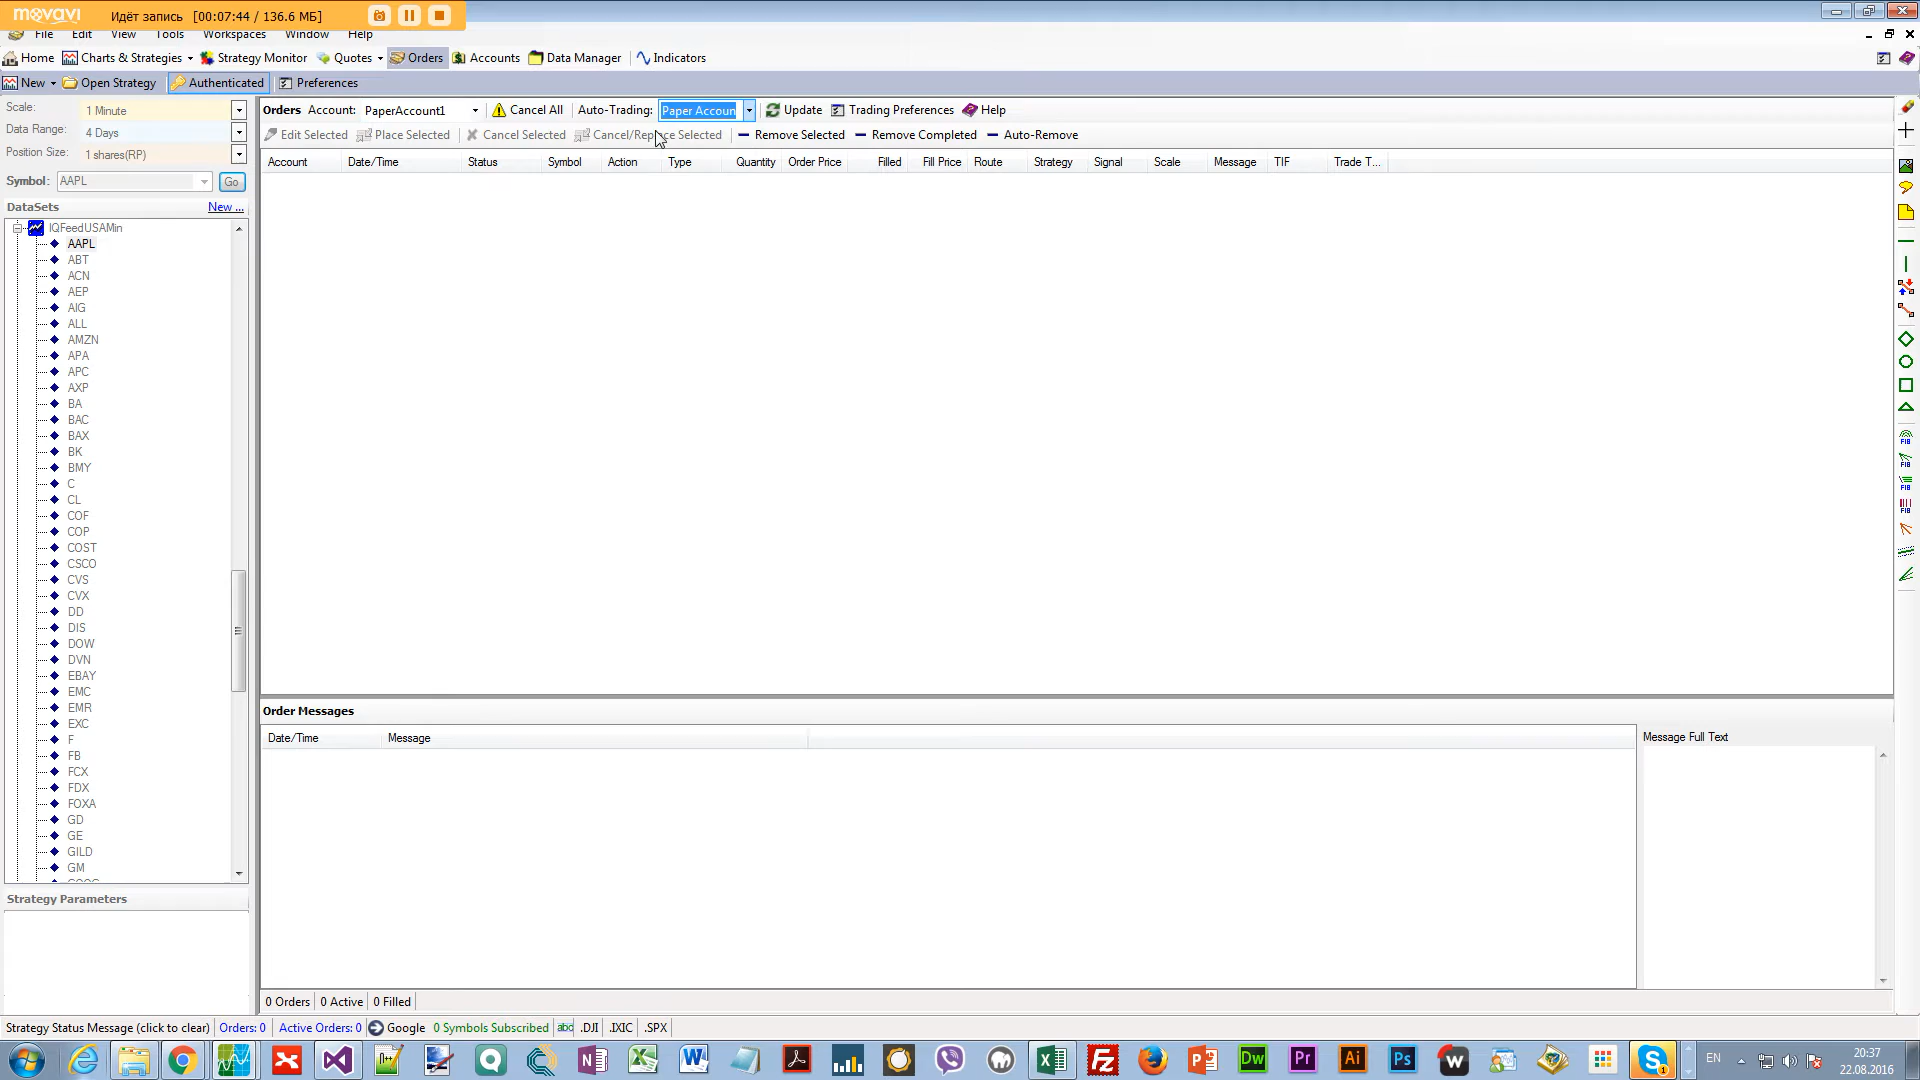 movavi Идёт запись [00:07:44 / 136.6 МБ]
File Edit View Tools Workspaces Window Help
Home Charts & Strategies Strategy Monitor Quotes Orders Accounts Data Manager Indicators
New Open Strategy Authenticated Preferences
Scale: 1 Minute
Data Range: 4 Days
Position Size: 1 shares(RP)
Symbol: AAPL Go
DataSets New ...
IQFeedUSAMin
AAPL
ABT
ACN
AEP
AIG
ALL
AMZN
APA
APC
AXP
BA
BAC
BAX
BK
BMY
C
CL
COF
COP
COST
CSCO
CVS
CVX
DD
DIS
DOW
DVN
EBAY
EMC
EMR
EXC
F
FB
FCX
FDX
FOXA
GD
GE
GILD
GM
Strategy Parameters
Orders Account: PaperAccount1 Cancel All Auto-Trading: Paper Accoun Update Trading Preferences Help
Edit Selected Place Selected Cancel Selected Cancel/Replace Selected Remove Selected Remove Completed Auto-Remove
Account Date/Time Status Symbol Action Type Quantity Order Price Filled Fill Price Route Strategy Signal Scale Message TIF Trade T...
Order Messages
Date/Time Message
Message Full Text
0 Orders 0 Active 0 Filled
Strategy Status Message (click to clear) Orders: 0 Active Orders: 0 Google 0 Symbols Subscribed abc .DJI .IXIC .SPX
FIB
FIB
FIB
FIB
EN 20:37
22.08.2016